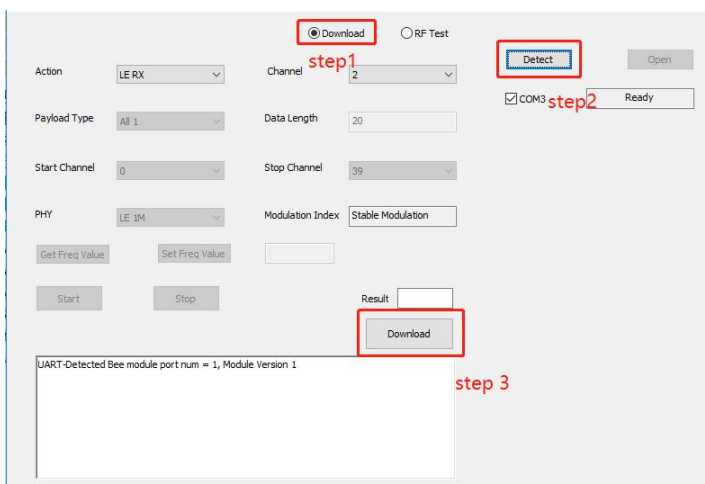 Download
RF Test
step1
Detect
Open
Action
LE RX
Channel
2
COM3
step2
Ready
Payload Type
All 1
Data Length
20
Start Channel
0
Stop Channel
39
PHY
LE 1M
Modulation Index
Stable Modulation
Get Freq Value
Set Freq Value
Start
Stop
Result
Download
UART-Detected Bee module port num = 1, Module Version 1
step 3